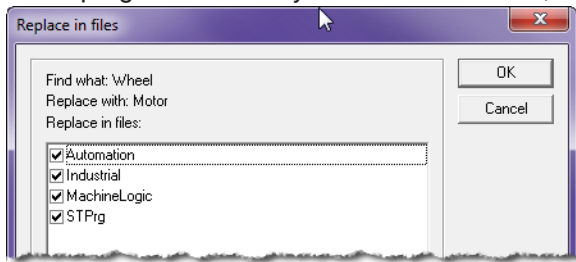 Replace in files
OK
Find what: Wheel
Replace with: Motor
Cancel
Replace in files:
Automation
Industrial
MachineLogic
STPrg